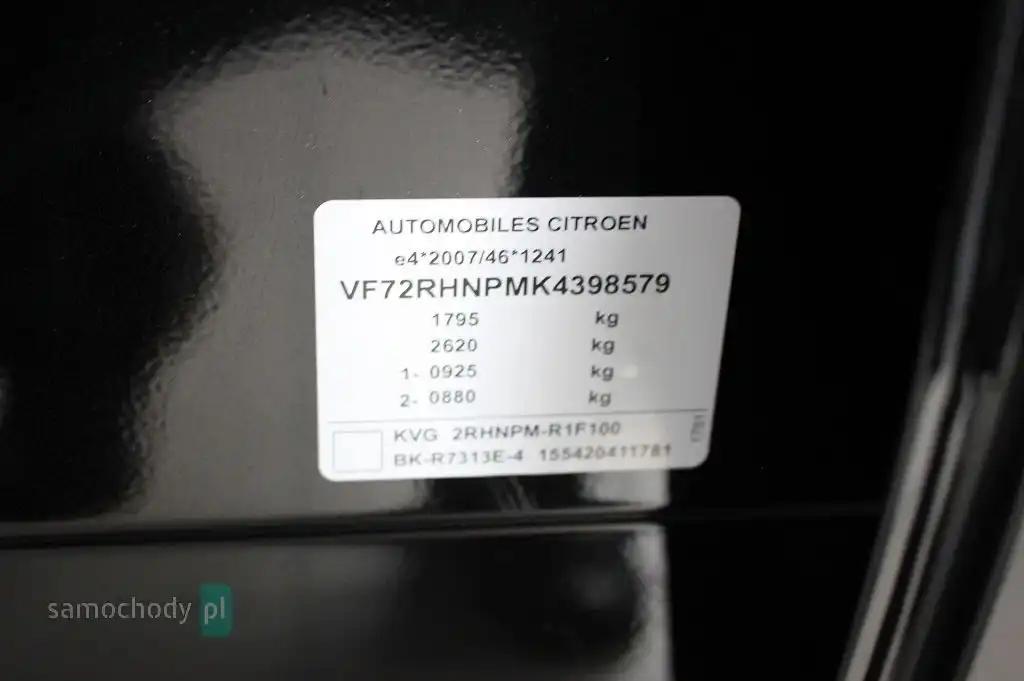 AUTOMOBILES CITROEN
e4*2007/46*1241
VF72RHNPMK4398579
1795 kg
2620 kg
1- 0925 kg
2- 0880 kg
KVG 2RHNPM-R1F100
BK-R7313E-4 155420411781
samochody pl